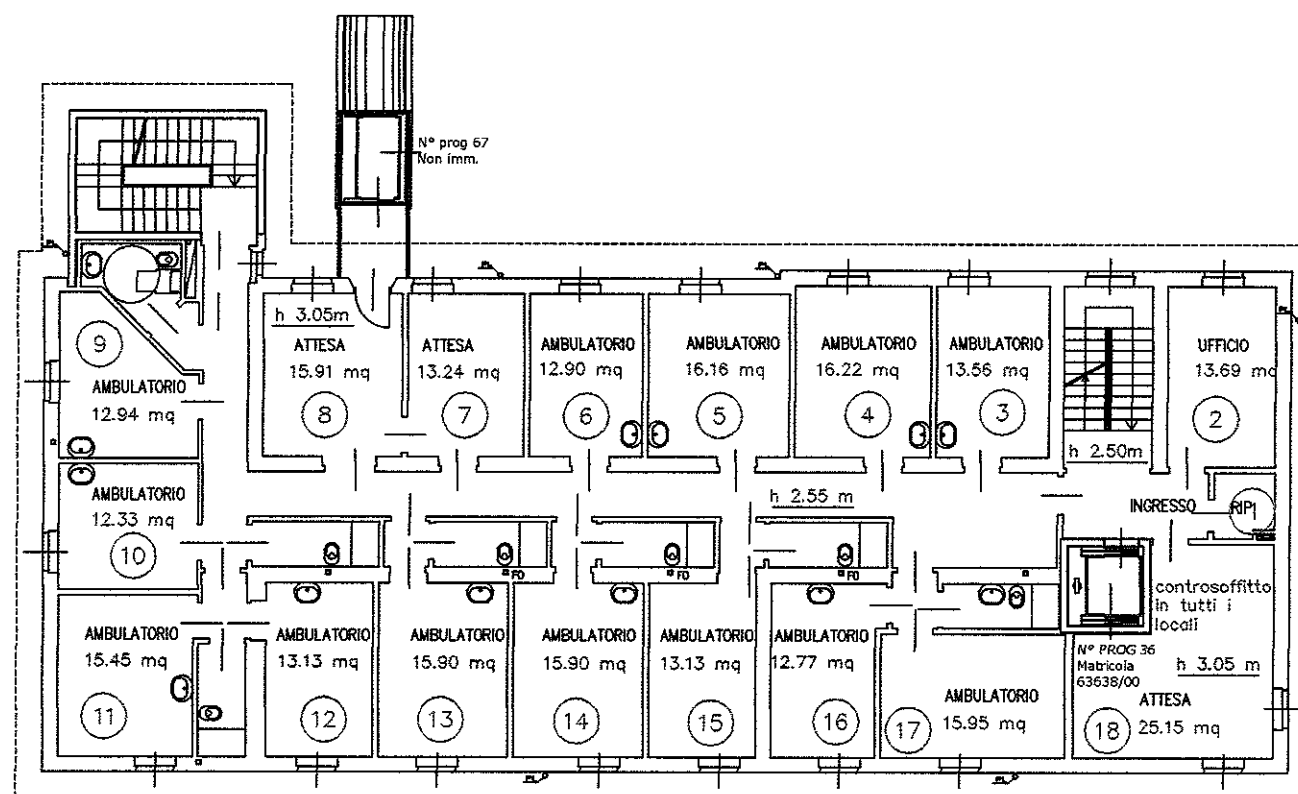 N° prog 67
Non imm.
h 3.05m
ATTESA
15.91 mq
8
ATTESA
13.24 mq
7
AMBULATORIO
12.90 mq
6
AMBULATORIO
16.16 mq
5
AMBULATORIO
16.22 mq
4
AMBULATORIO
13.56 mq
3
h 2.50m
UFFICIO
13.69 mq
2
9
AMBULATORIO
12.94 mq
AMBULATORIO
12.33 mq
10
h 2.55 m
INGRESSO
RIP
1
FO
FO
FO
FO
controsoffitto
in tutti i
locali
AMBULATORIO
15.45 mq
11
AMBULATORIO
13.13 mq
12
AMBULATORIO
15.90 mq
13
AMBULATORIO
15.90 mq
14
AMBULATORIO
13.13 mq
15
AMBULATORIO
12.77 mq
16
AMBULATORIO
15.95 mq
17
N° PROG 36
Matricola
63638/00
h 3.05 m
ATTESA
25.15 mq
18